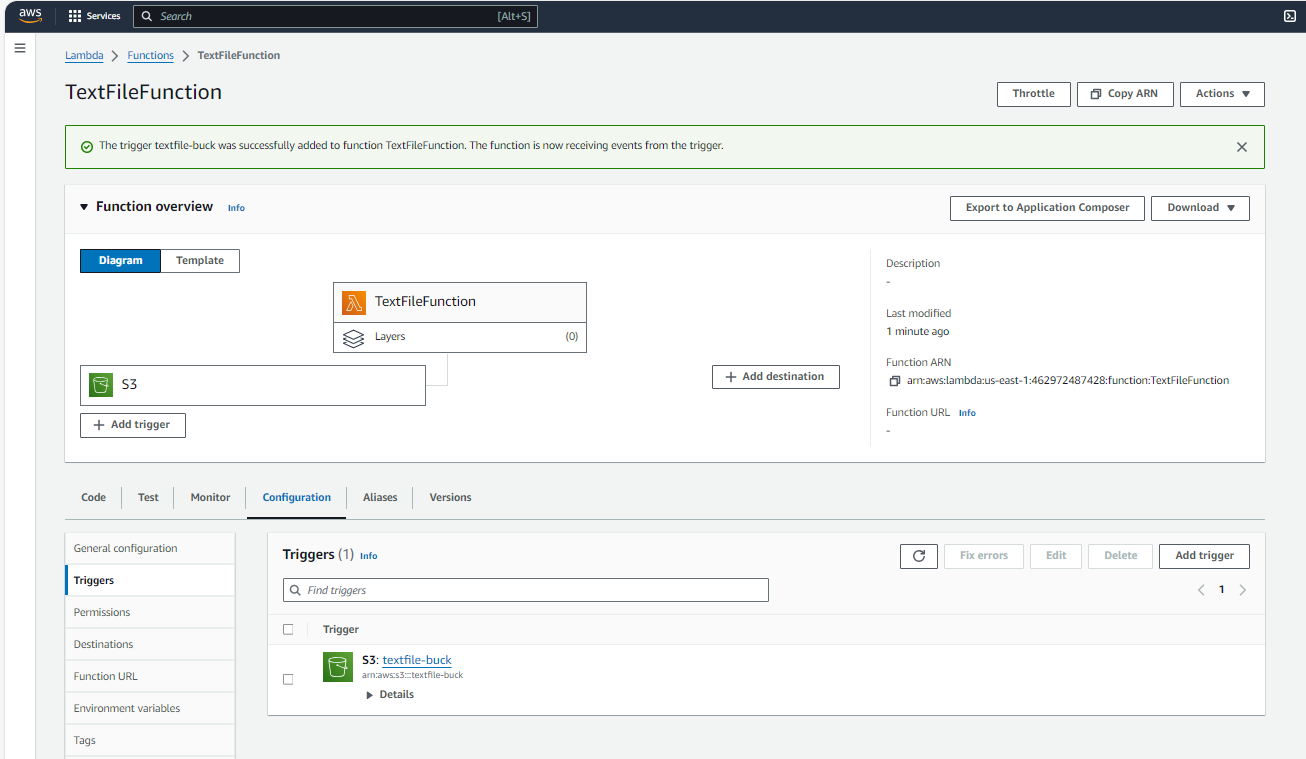 aws Services Search [Alt+S]
Lambda > Functions > TextFileFunction
TextFileFunction
Throttle Copy ARN Actions
The trigger textfile-buck was successfully added to function TextFileFunction. The function is now receiving events from the trigger.
Function overview Info
Export to Application Composer Download
Diagram Template
TextFileFunction
Layers (0)
S3
Add trigger
Add destination
Description
-
Last modified
1 minute ago
Function ARN
arn:aws:lambda:us-east-1:462972487428:function:TextFileFunction
Function URL Info
-
Code Test Monitor Configuration Aliases Versions
General configuration
Triggers
Permissions
Destinations
Function URL
Environment variables
Tags
Triggers (1) Info
Fix errors Edit Delete Add trigger
Find triggers
1
Trigger
S3: textfile-buck
arn:aws:s3:::textfile-buck
Details